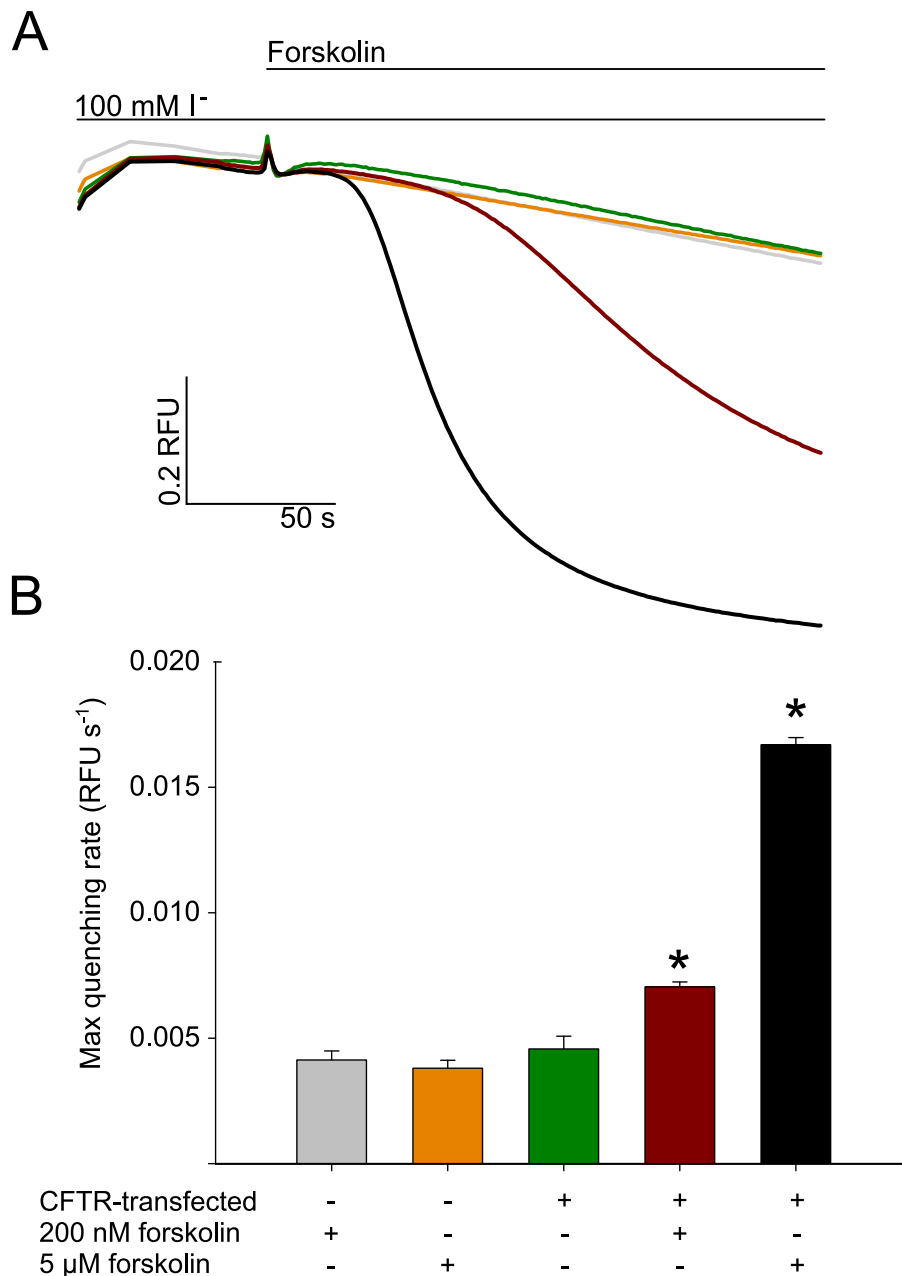 A
Forskolin
100 mM I⁻
0.2 RFU
50 s
B
Max quenching rate (RFU s⁻¹)
0.020
0.015
0.010
0.005
*
*
CFTR-transfected - - + + +
200 nM forskolin + - - + -
5 µM forskolin - + - - +